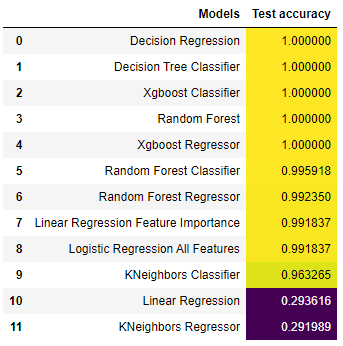 Models Test accuracy
0 Decision Regression 1.000000
1 Decision Tree Classifier 1.000000
2 Xgboost Classifier 1.000000
3 Random Forest 1.000000
4 Xgboost Regressor 1.000000
5 Random Forest Classifier 0.995918
6 Random Forest Regressor 0.992350
7 Linear Regression Feature Importance 0.991837
8 Logistic Regression All Features 0.991837
9 KNeighbors Classifier 0.963265
10 Linear Regression 0.293616
11 KNeighbors Regressor 0.291989